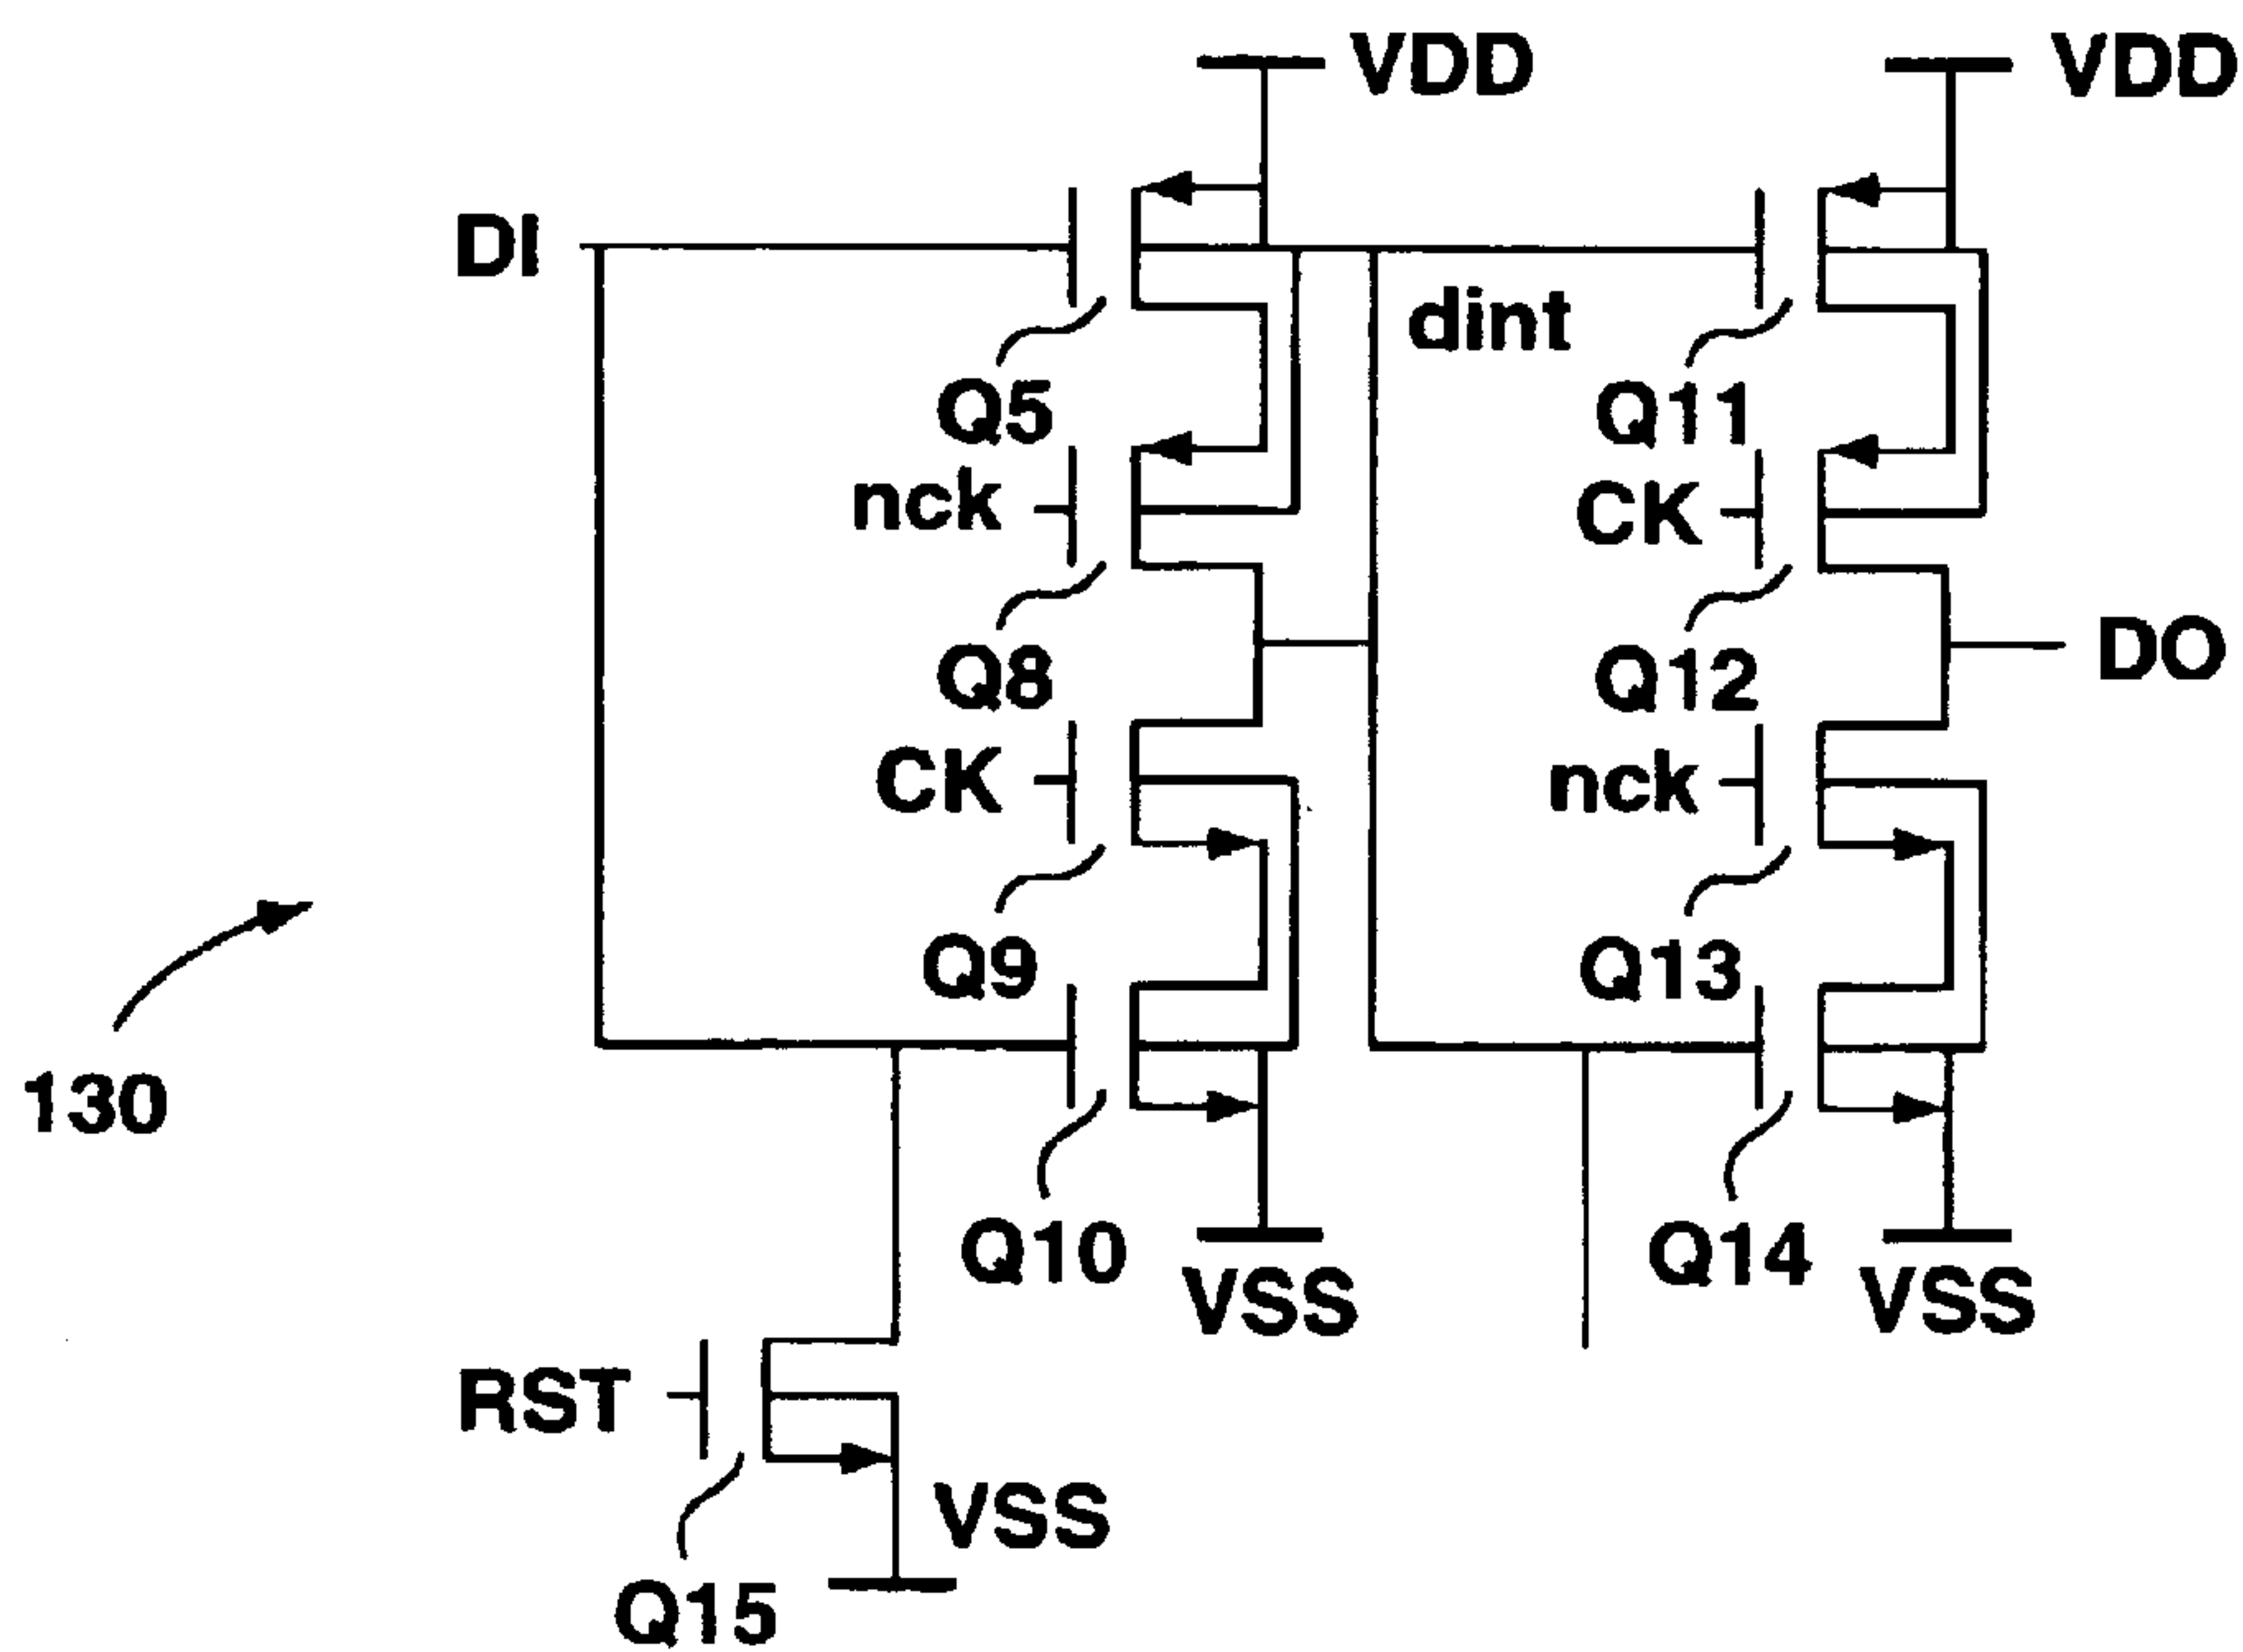 VDD
VDD
DI
dint
Q5
Q11
nck
CK
Q8
Q12
DO
CK
nck
Q9
Q13
130
Q10
Q14
VSS
VSS
RST
VSS
Q15